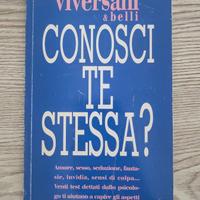 viversani
& belli
CONOSCI
TE
STESSA?
Amore, sesso, seduzione, fanta-
sie, invidia, sensi di colpa...
Venti test dettati dallo psicolo-
go ti aiutano a capire gli aspetti